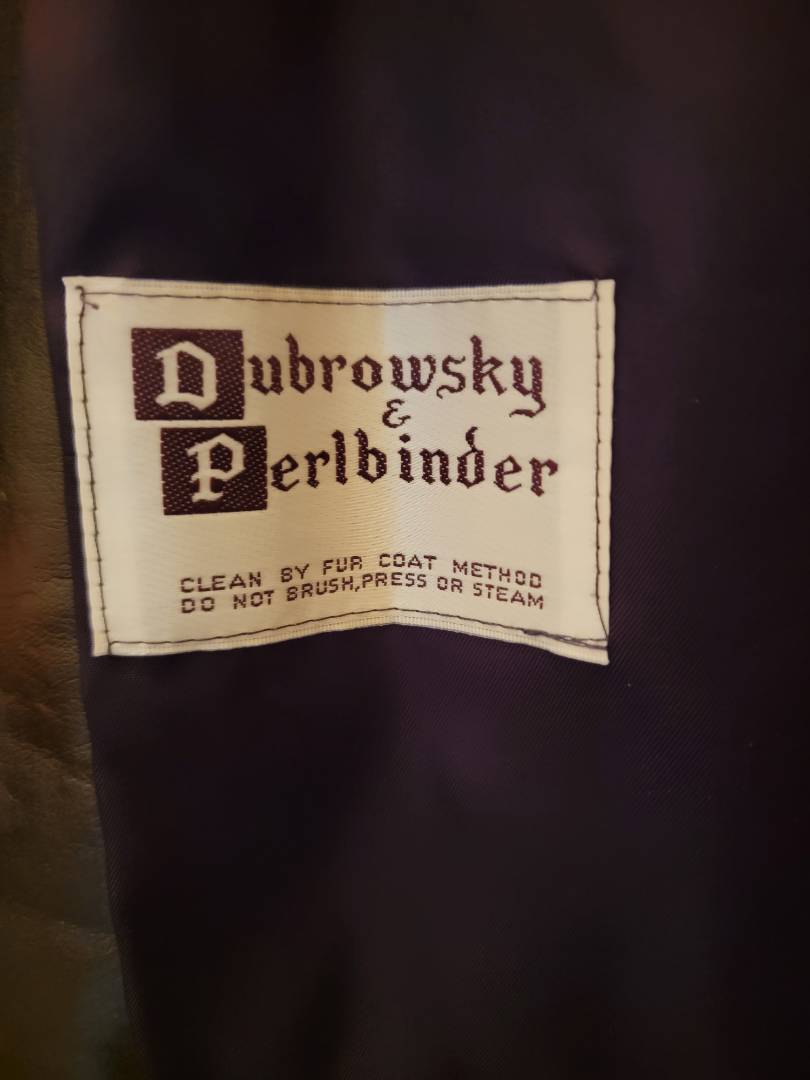 Dubrowsky
&
Perlbinder
CLEAN BY FUR COAT METHOD
DO NOT BRUSH,PRESS OR STEAM